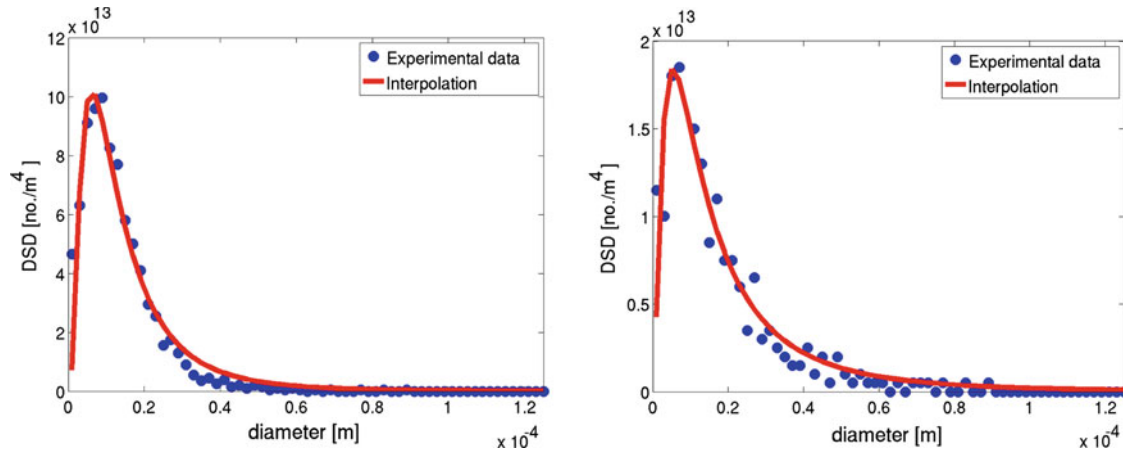 x 10^13
12
10
8
6
4
2
0
DSD [no./m^4]
Experimental data
Interpolation
0 0.2 0.4 0.6 0.8 1 1.2
diameter [m]
x 10^-4
x 10^13
2
1.5
1
0.5
0
DSD [no./m^4]
Experimental data
Interpolation
0 0.2 0.4 0.6 0.8 1 1.2
diameter [m]
x 10^-4